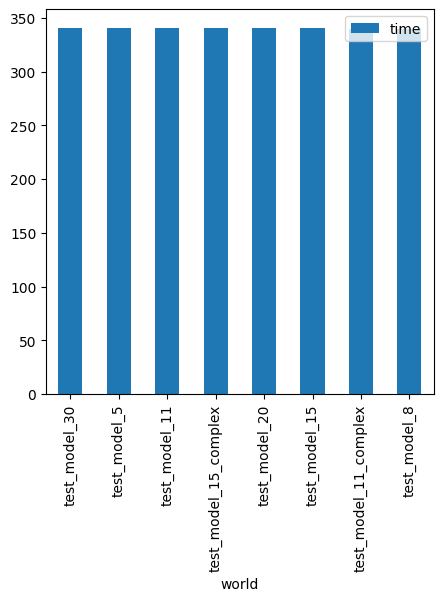 350
300
250
200
150
100
50
0
time
test_model_30
test_model_5
test_model_11
test_model_15_complex
test_model_20
test_model_15
test_model_11_complex
test_model_8
world